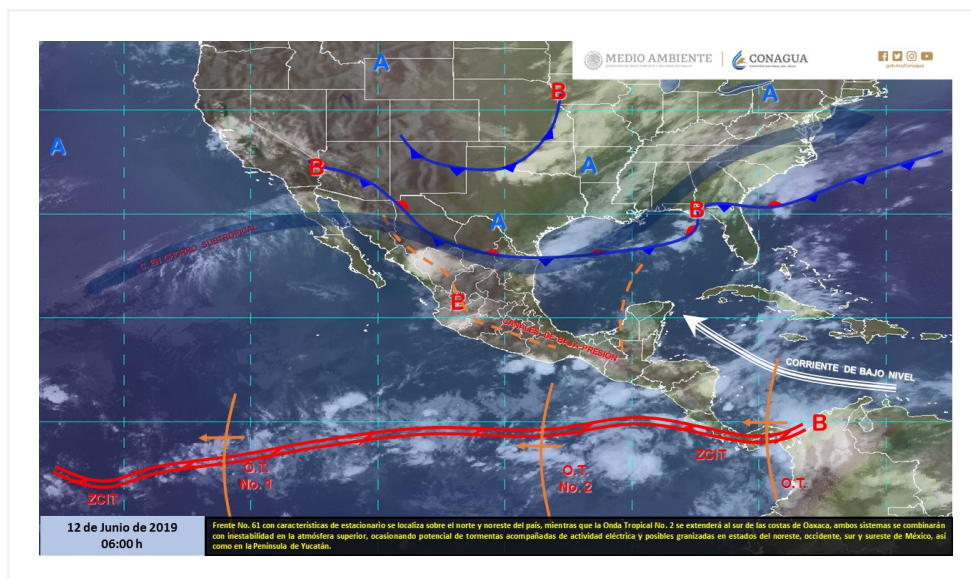 MEDIO AMBIENTE
CONAGUA
COMISIÓN NACIONAL DEL AGUA
gob.mx/conagua
A
B
A
A
A
B
B
A
C. EN CHORRO SUBTROPICAL
B
CANALES DE BAJA PRESIÓN
CORRIENTE DE BAJO NIVEL
B
ZCIT
O.T.
No. 1
O.T.
No. 2
ZCIT
O.T.
12 de Junio de 2019
06:00 h
Frente No. 61 con características de estacionario se localiza sobre el norte y noreste del país, mientras que la Onda Tropical No. 2 se extenderá al sur de las costas de Oaxaca, ambos sistemas se combinarán
con inestabilidad en la atmósfera superior, ocasionando potencial de tormentas acompañadas de actividad eléctrica y posibles granizadas en estados del noreste, occidente, sur y sureste de México, así
como en la Península de Yucatán.